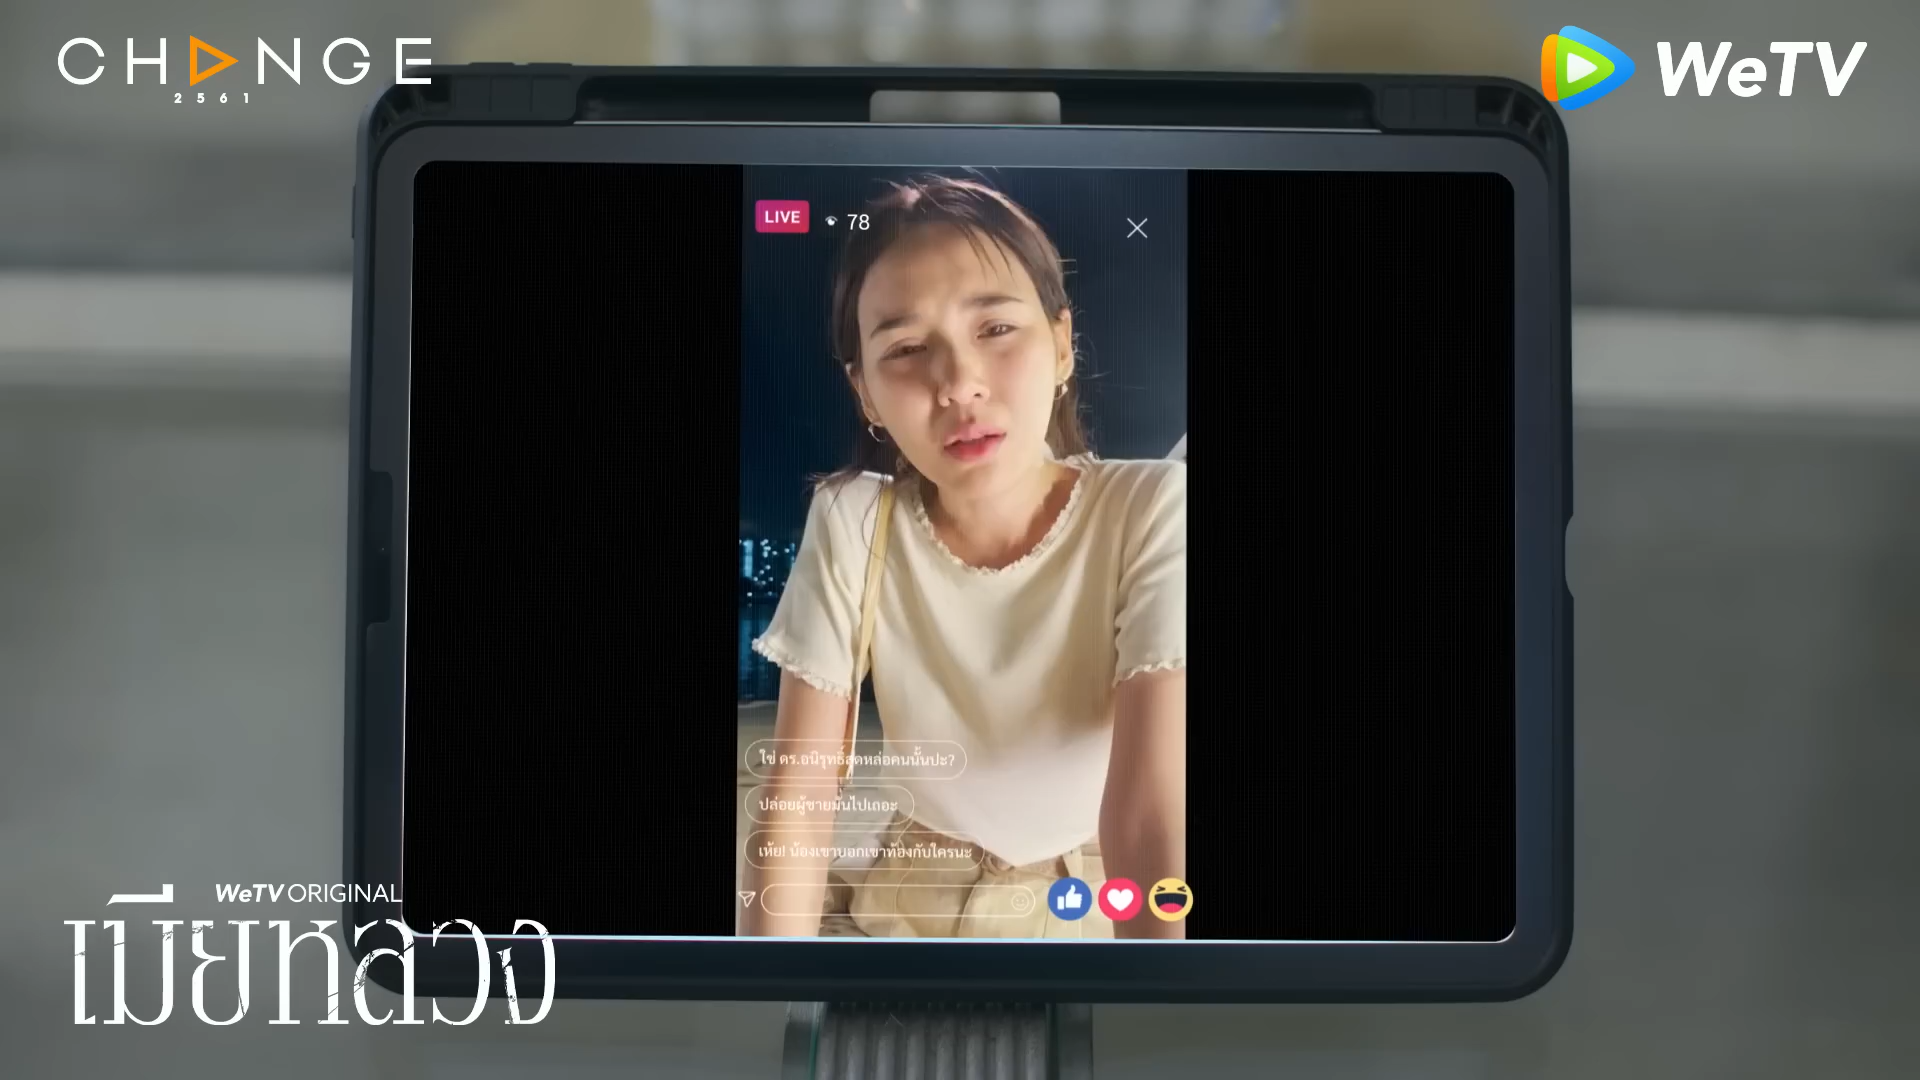 CHANGE
2561
WeTV
LIVE
78
ใช่ ดร.อนิรุทธิ์สุดหล่อคนนั้นปะ?
ปล่อยผู้ชายมันไปเถอะ
เห้ย! น้องเขาบอกเขาท้องกับใครนะ
WeTV ORIGINAL
เมียหลวง